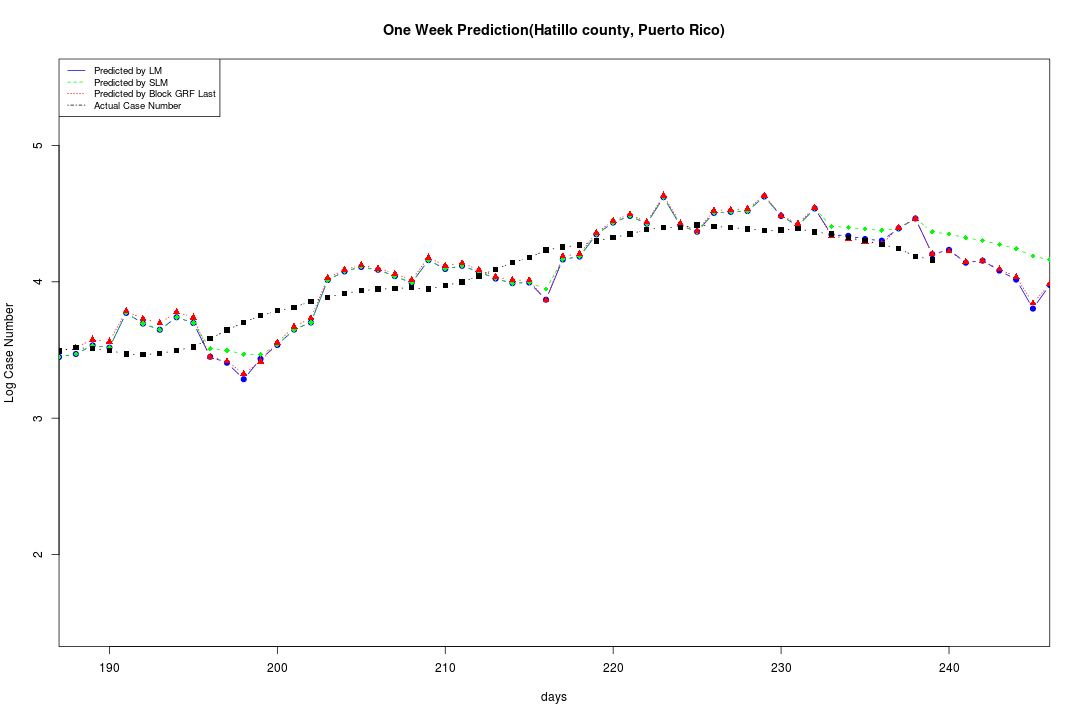 One Week Prediction(Hatillo county, Puerto Rico)
Predicted by LM
Predicted by SLM
Predicted by Block GRF Last
Actual Case Number
5
4
3
2
Log Case Number
190 200 210 220 230 240
days